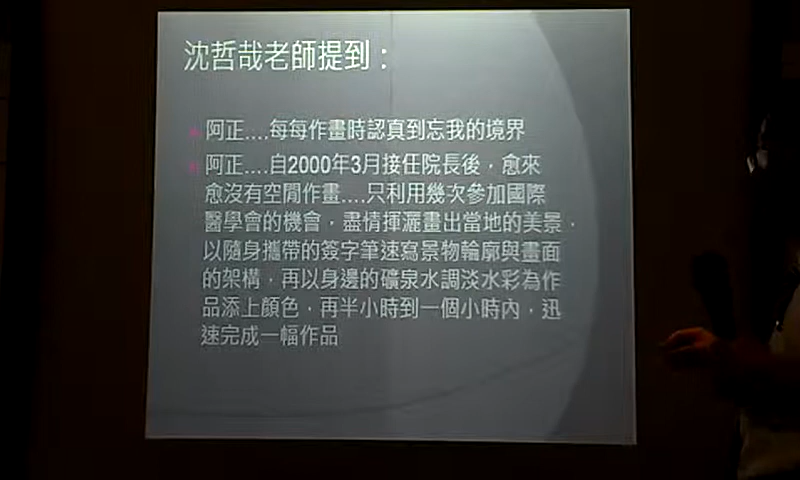 沈哲哉老師提到：
阿正....每每作畫時認真到忘我的境界
阿正....自2000年3月接任院長後，愈來
愈沒有空閒作畫....只利用幾次參加國際
醫學會的機會，盡情揮灑畫出當地的美景，
以隨身攜帶的簽字筆速寫景物輪廓與畫面
的架構，再以身邊的礦泉水調淡水彩為作
品添上顏色，再半小時到一個小時內，迅
速完成一幅作品